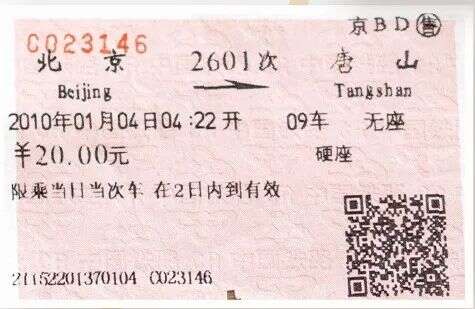 京BD㊕
C023146
北 京 2601次 唐 山
Beijing Tangshan
2010年01月04日04:22开 09车 无座
￥20.00元 硬座
限乘当日当次车 在2日内到有效
21152201370104 C023146